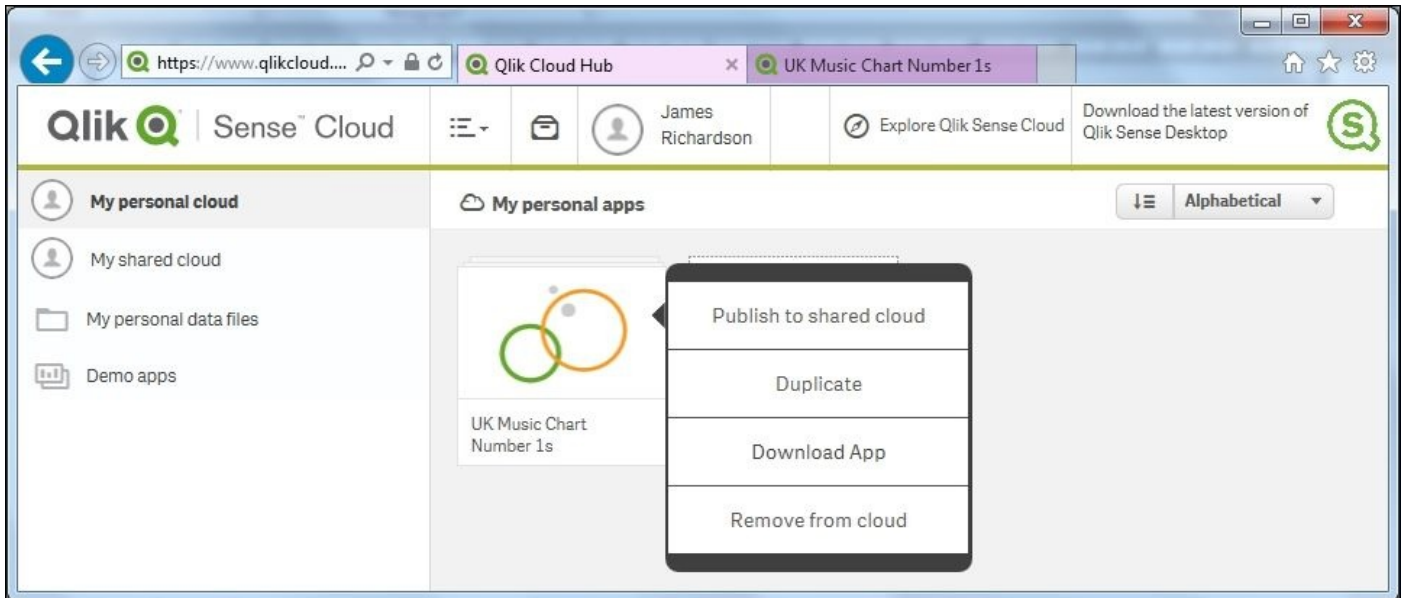 https://www.qlikcloud....
Qlik Cloud Hub
UK Music Chart Number 1s
Qlik Sense™ Cloud
James
Richardson
Explore Qlik Sense Cloud
Download the latest version of
Qlik Sense Desktop
S
My personal cloud
My shared cloud
My personal data files
Demo apps
My personal apps
Alphabetical
UK Music Chart
Number 1s
Publish to shared cloud
Duplicate
Download App
Remove from cloud